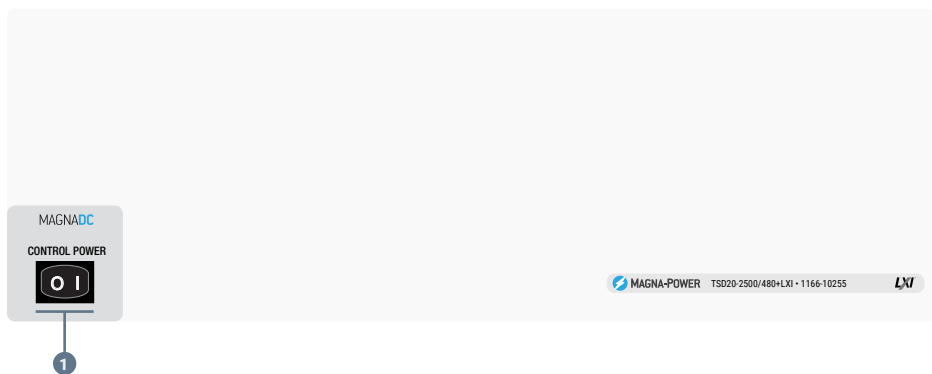 MAGNADC
CONTROL POWER
O I
MAGNA-POWER TSD20-2500/480+LXI • 1166-10255 LXI
1